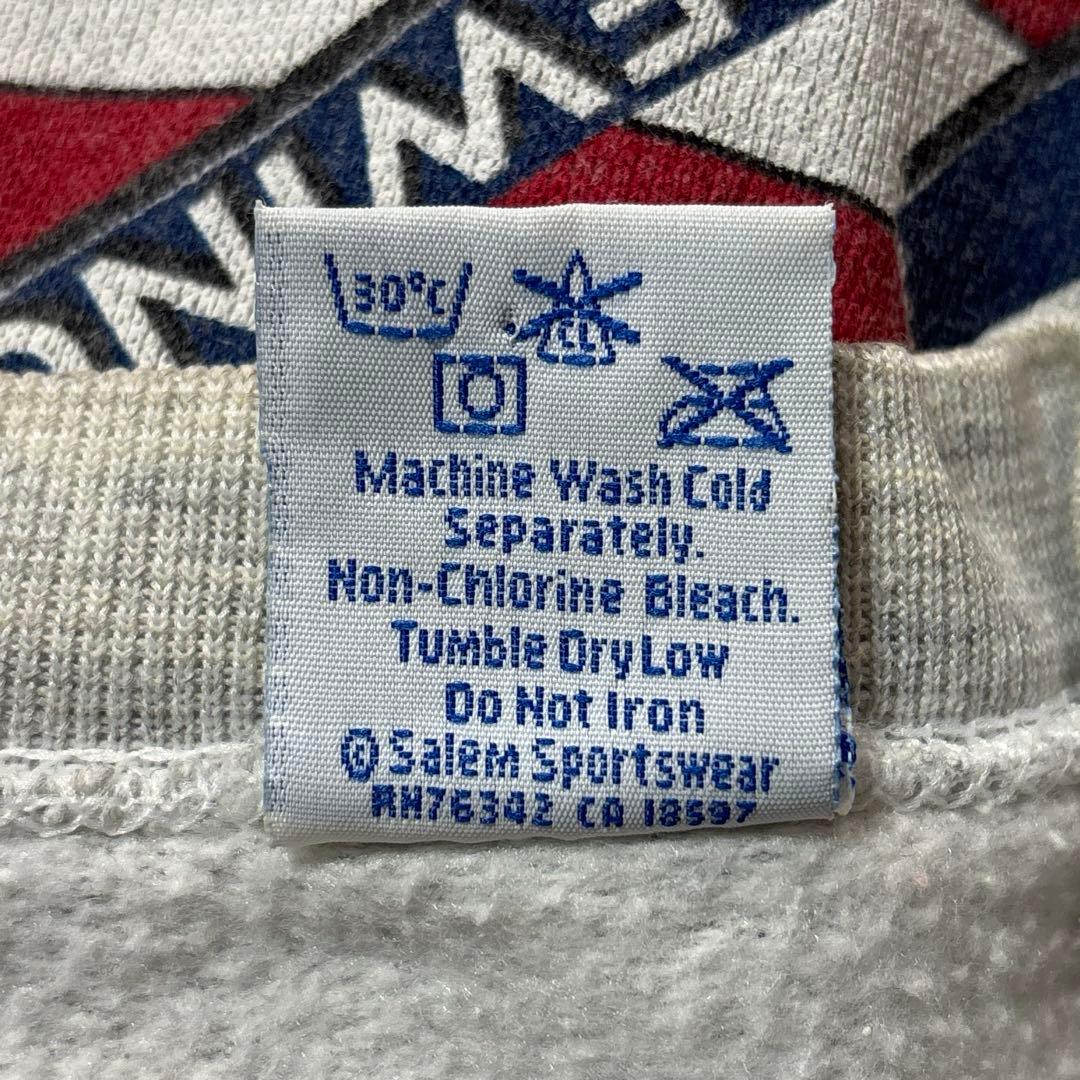 30°C
CL
Machine Wash Cold
Separately.
Non-Chlorine Bleach.
Tumble Dry Low
Do Not Iron
© Salem Sportswear
RN76342 CA 18597